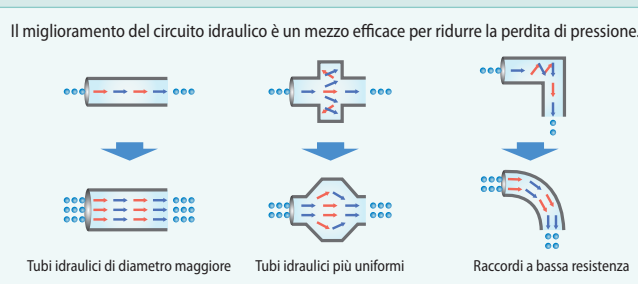 Il miglioramento del circuito idraulico è un mezzo efficace per ridurre la perdita di pressione.
Tubi idraulici di diametro maggiore
Tubi idraulici più uniformi
Raccordi a bassa resistenza